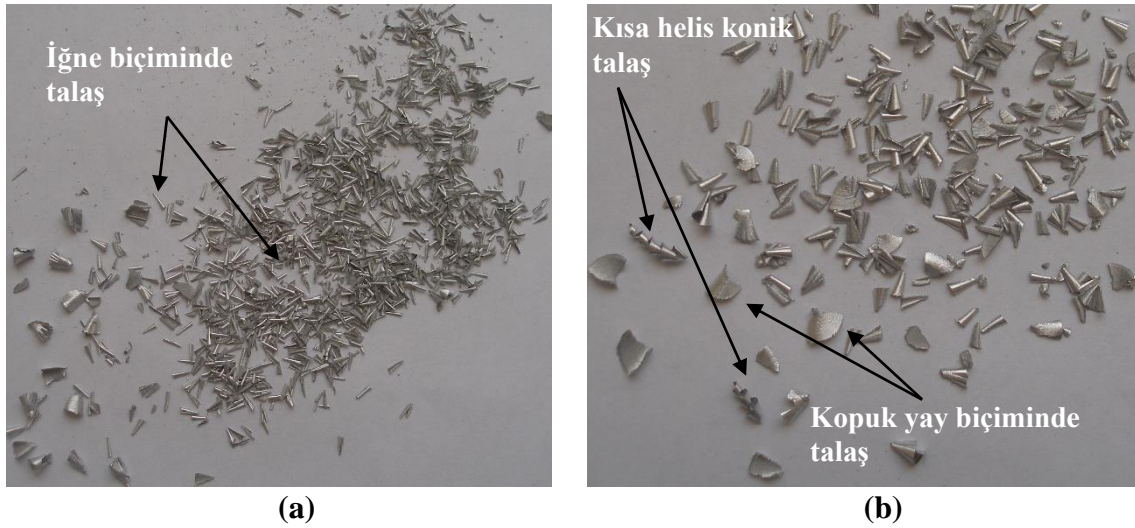 İğne biçiminde
talaş
Kısa helis konik
talaş
Kopuk yay biçiminde
talaş
(a)
(b)